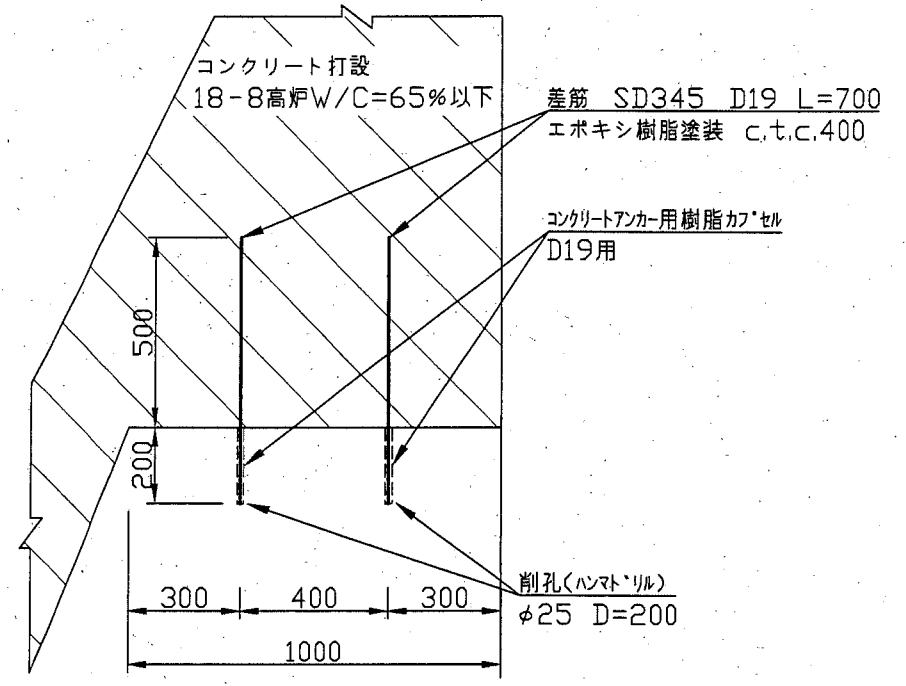 コンクリート打設
18-8高炉W/C=65%以下
差筋 SD345 D19 L=700
エポキシ樹脂塗装 c.t.c.400
コンクリートアンカー用樹脂カプセル
D19用
500
200
削孔(ハンマドリル)
φ25 D=200
300 400 300
1000